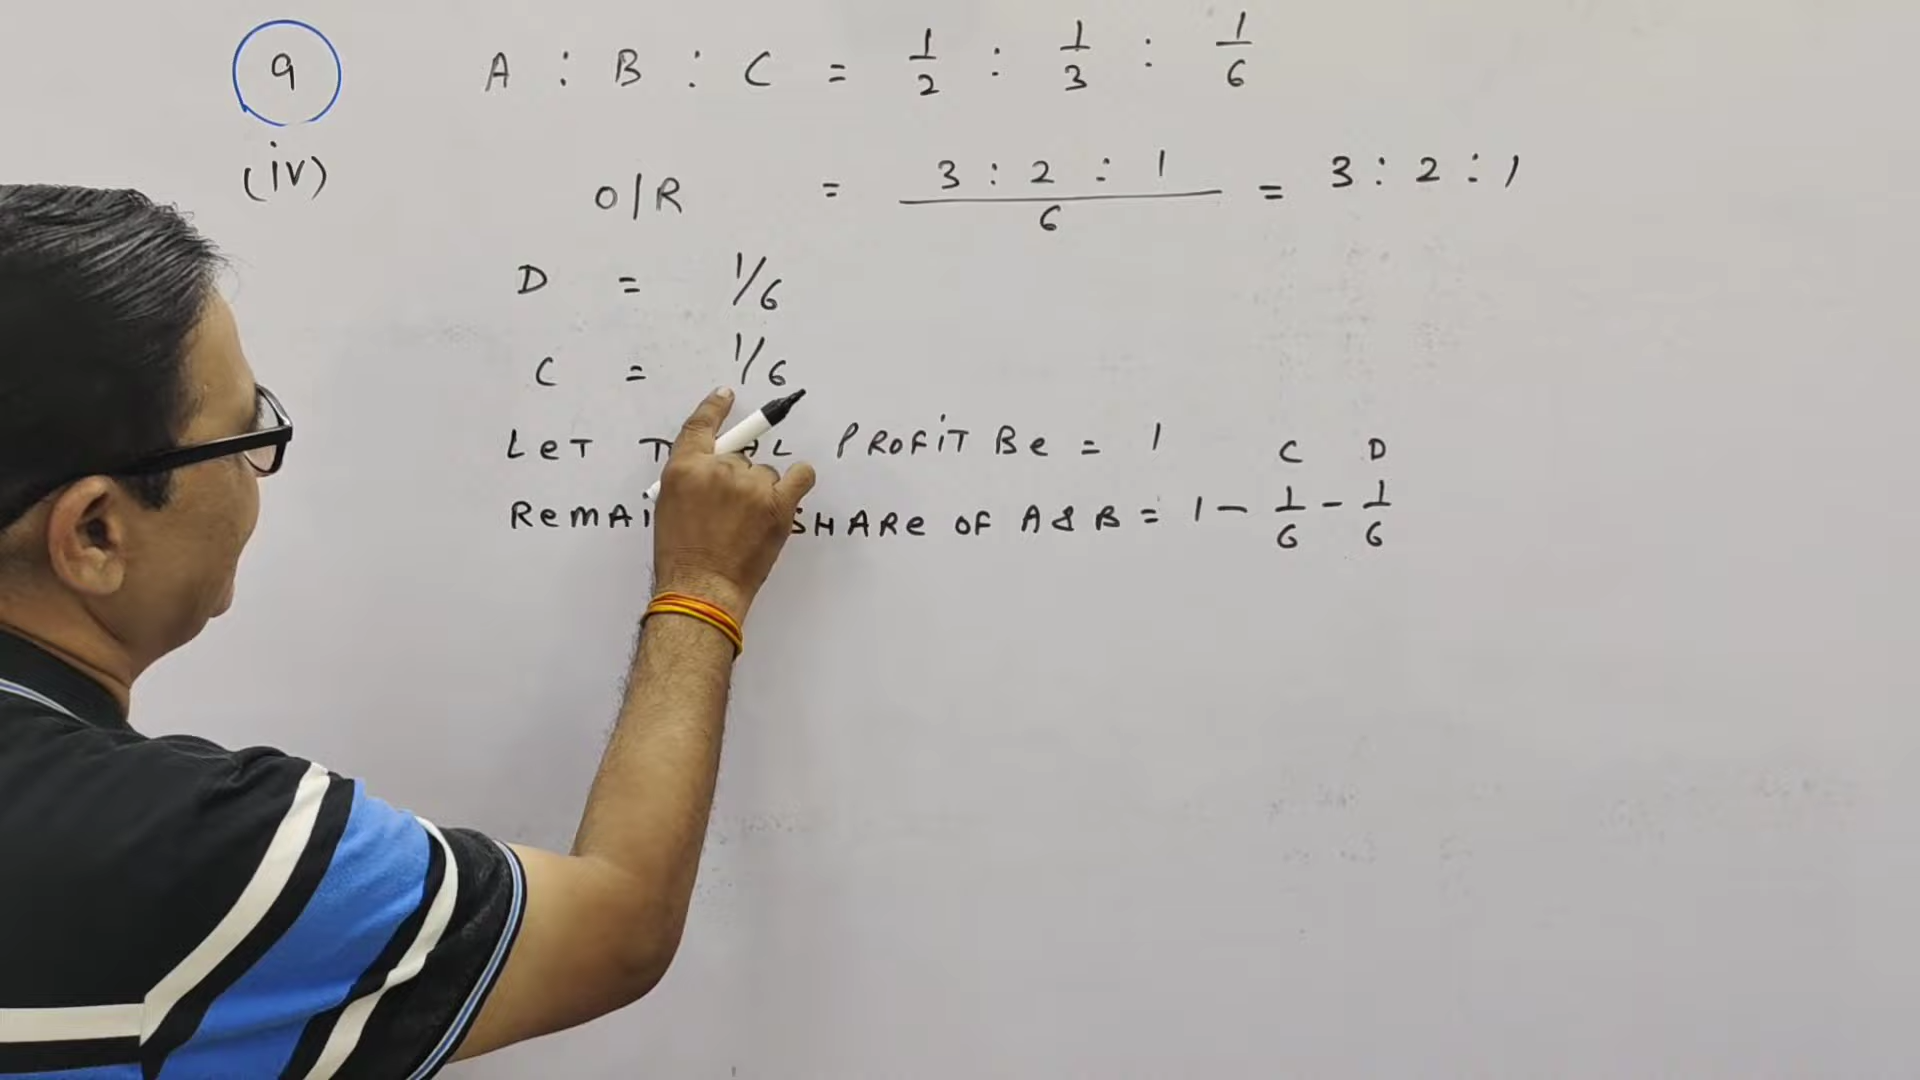 9 A : B : C = 1/2 : 1/3 : 1/6
(iv) O/R = 3 : 2 : 1 / 6 = 3 : 2 : 1
D = 1/6
C = 1/6
LET PROFIT BE = 1 C D
SHARE OF A & B = 1 - 1/6 - 1/6